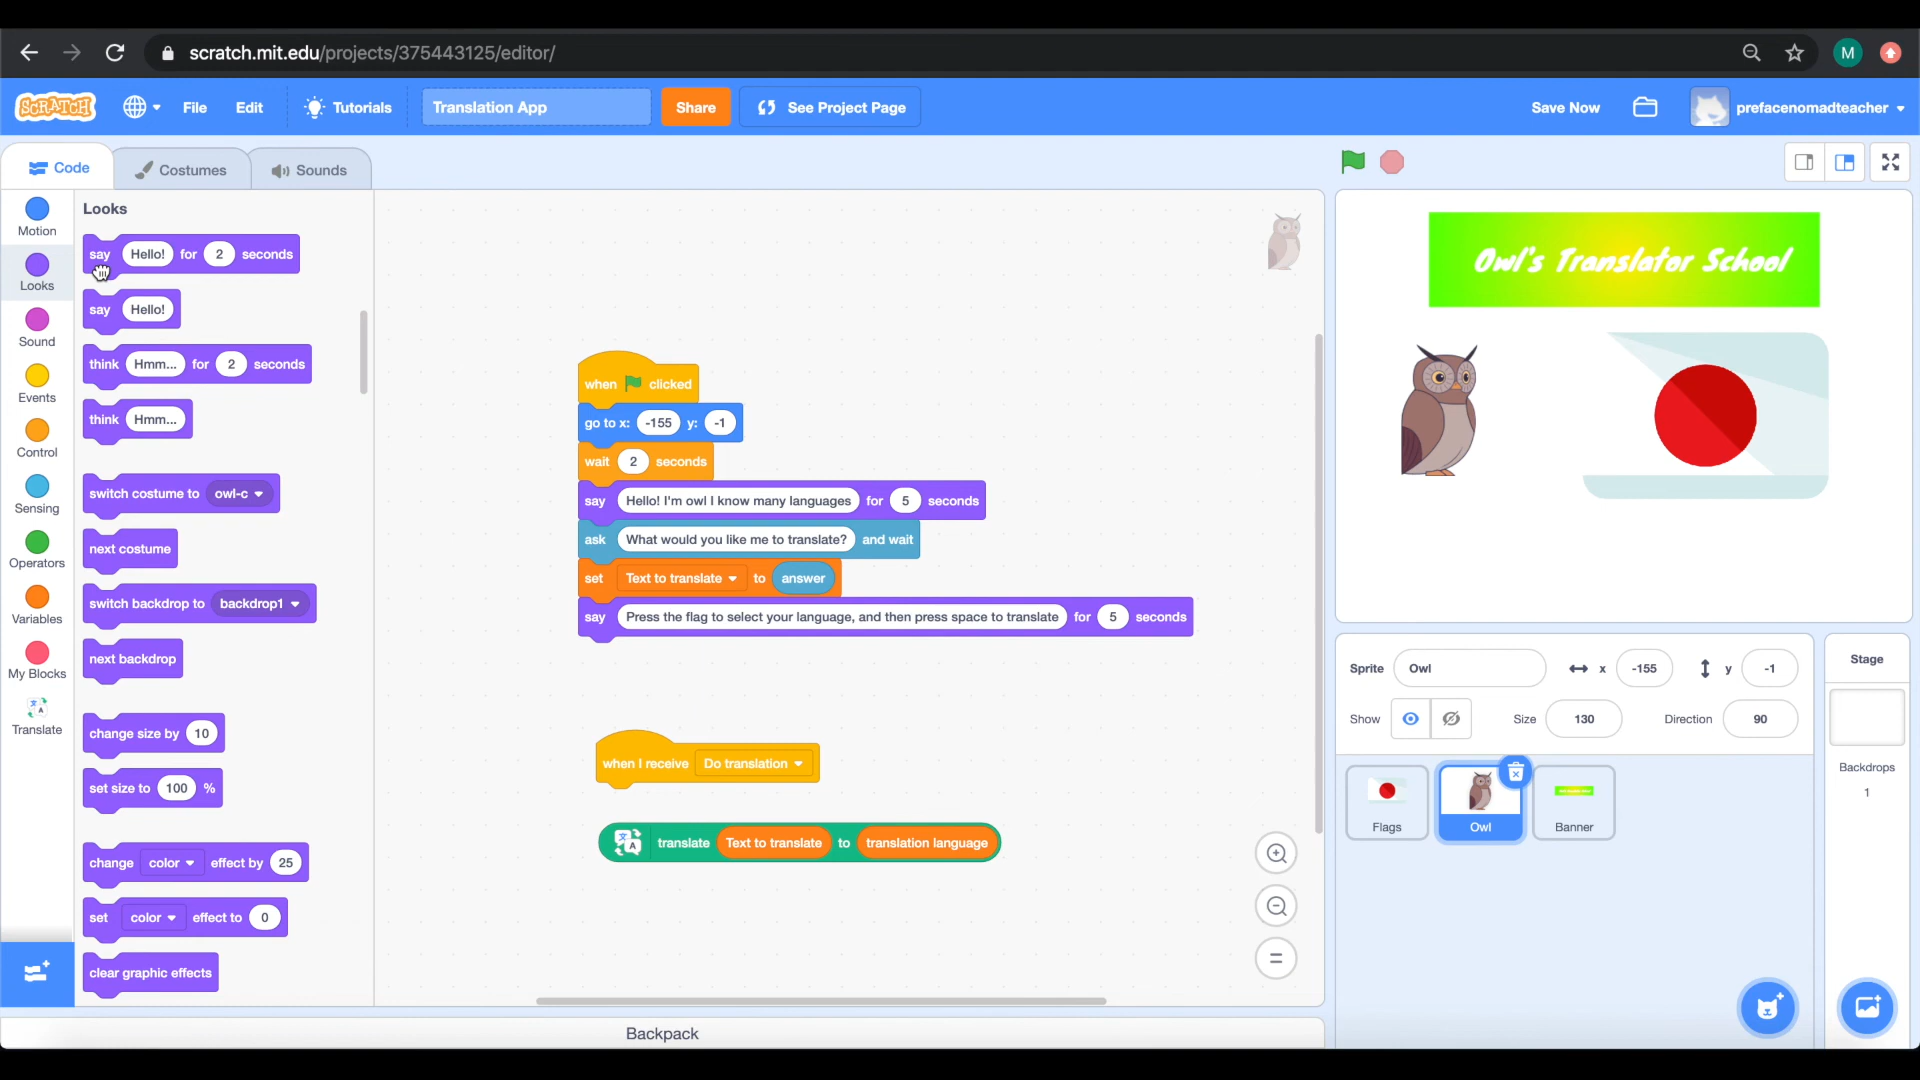 scratch.mit.edu/projects/375443125/editor/
M
SCRATCH
File
Edit
Tutorials
Translation App
Share
See Project Page
Save Now
prefacenomadteacher
Code
Costumes
Sounds
Motion
Looks
Sound
Events
Control
Sensing
Operators
Variables
My Blocks
Translate
Looks
say Hello! for 2 seconds
say Hello!
think Hmm... for 2 seconds
think Hmm...
switch costume to owl-c
next costume
switch backdrop to backdrop1
next backdrop
change size by 10
set size to 100 %
change color effect by 25
set color effect to 0
clear graphic effects
when clicked
go to x: -155 y: -1
wait 2 seconds
say Hello! I'm owl I know many languages for 5 seconds
ask What would you like me to translate? and wait
set Text to translate to answer
say Press the flag to select your language, and then press space to translate for 5 seconds
when I receive Do translation
translate Text to translate to translation language
Backpack
Owl's Translator School
Sprite Owl x -155 y -1
Show Size 130 Direction 90
Flags
Owl
Banner
Stage
Backdrops
1